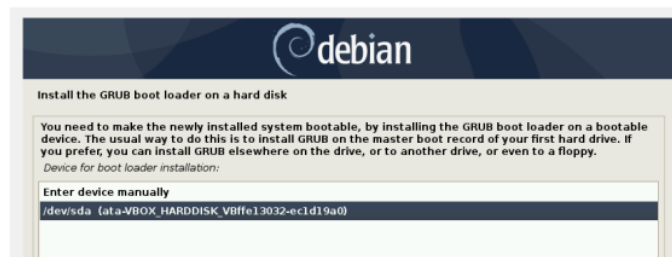 debian
Install the GRUB boot loader on a hard disk
You need to make the newly installed system bootable, by installing the GRUB boot loader on a bootable
device. The usual way to do this is to install GRUB on the master boot record of your first hard drive. If
you prefer, you can install GRUB elsewhere on the drive, or to another drive, or even to a floppy.
Device for boot loader installation:
Enter device manually
/dev/sda (ata-VBOX_HARDDISK_VBffe13032-ec1d19a0)